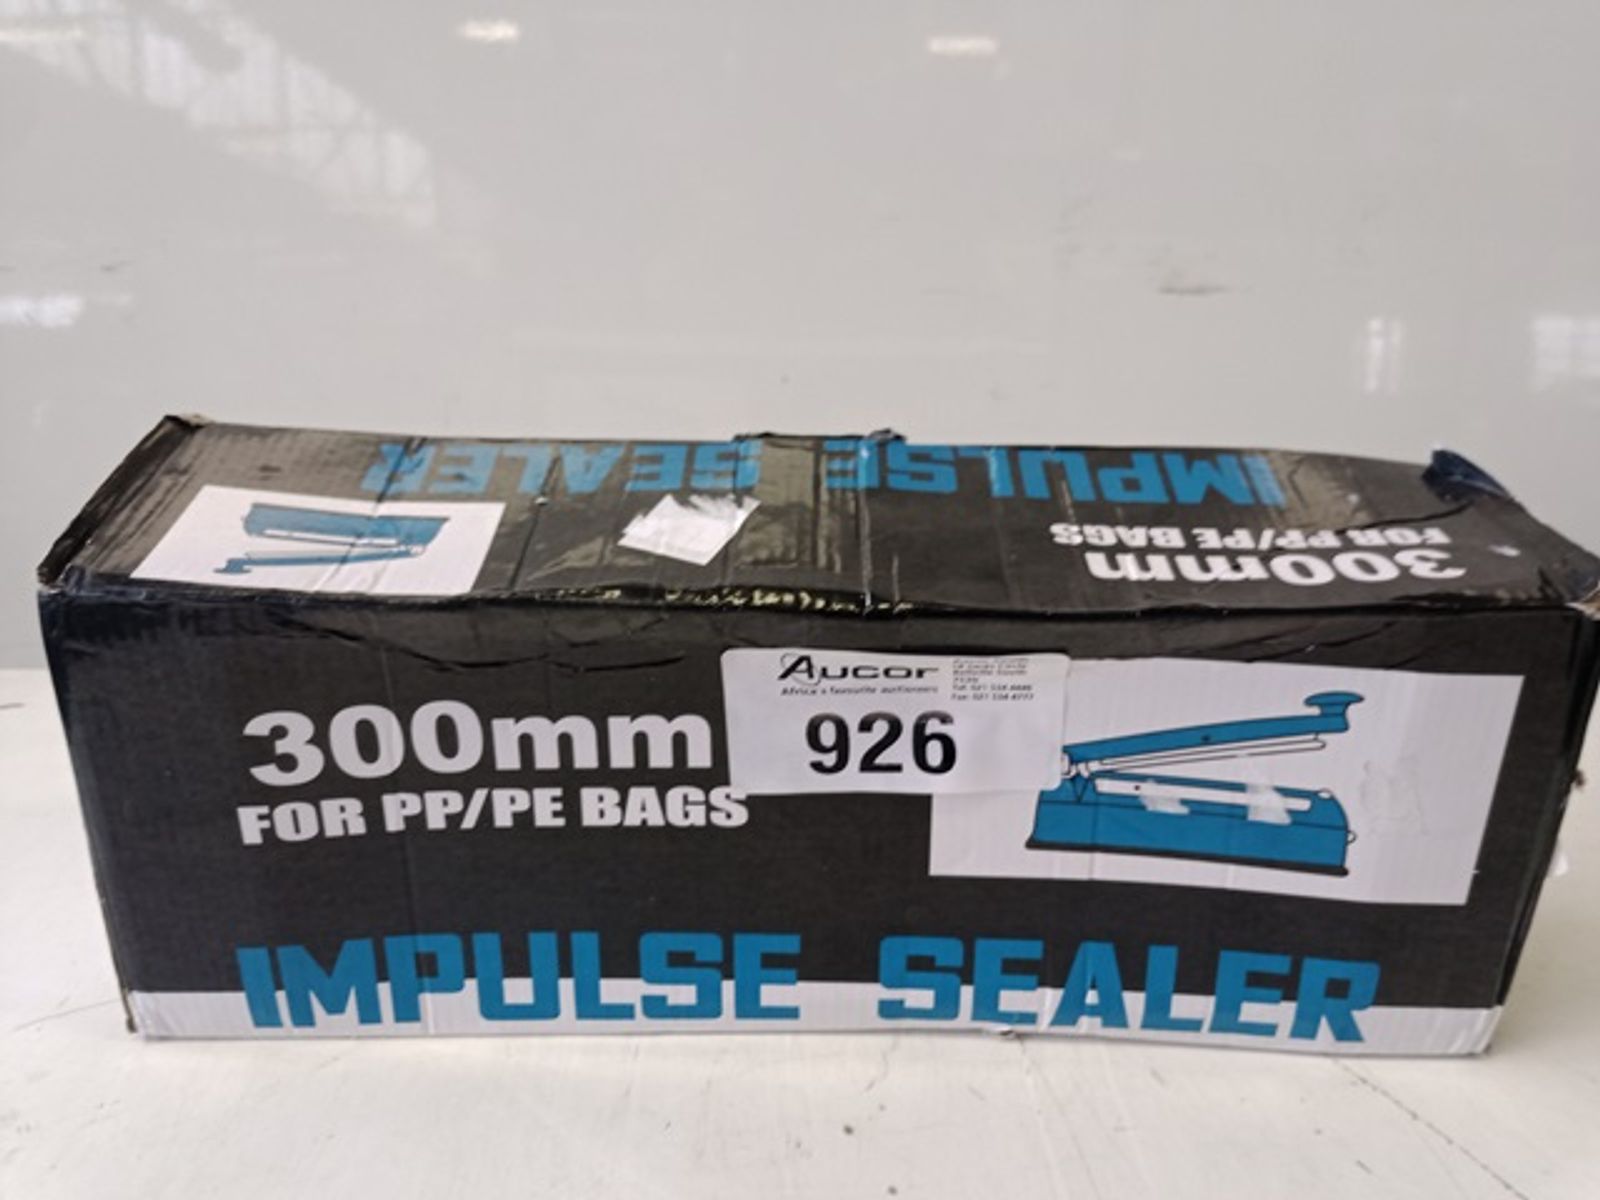 IMPULSE SEALER
300mm
FOR PP/PE BAGS
AUCOR
Africa's favourite auctioneers
926
300mm
FOR PP/PE BAGS
IMPULSE SEALER